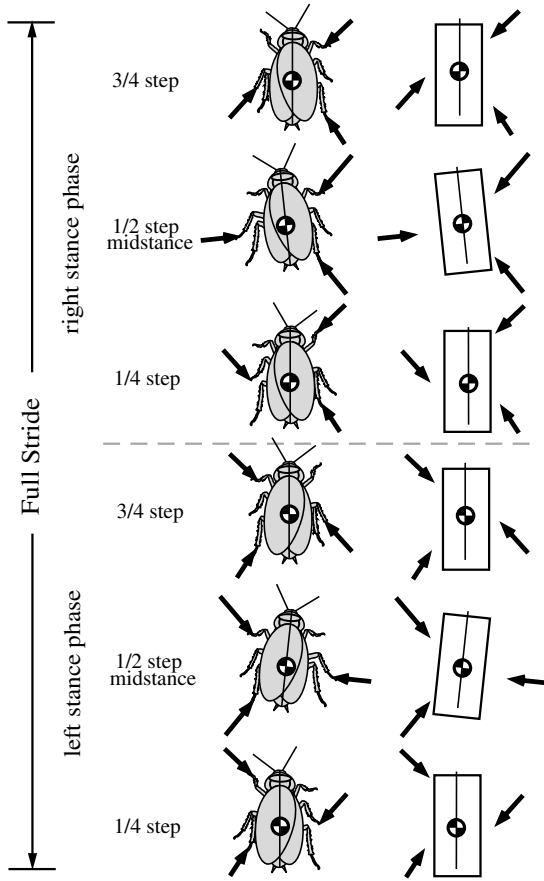 3/4 step
1/2 step
midstance
1/4 step
right stance phase
Full Stride
3/4 step
1/2 step
midstance
1/4 step
left stance phase